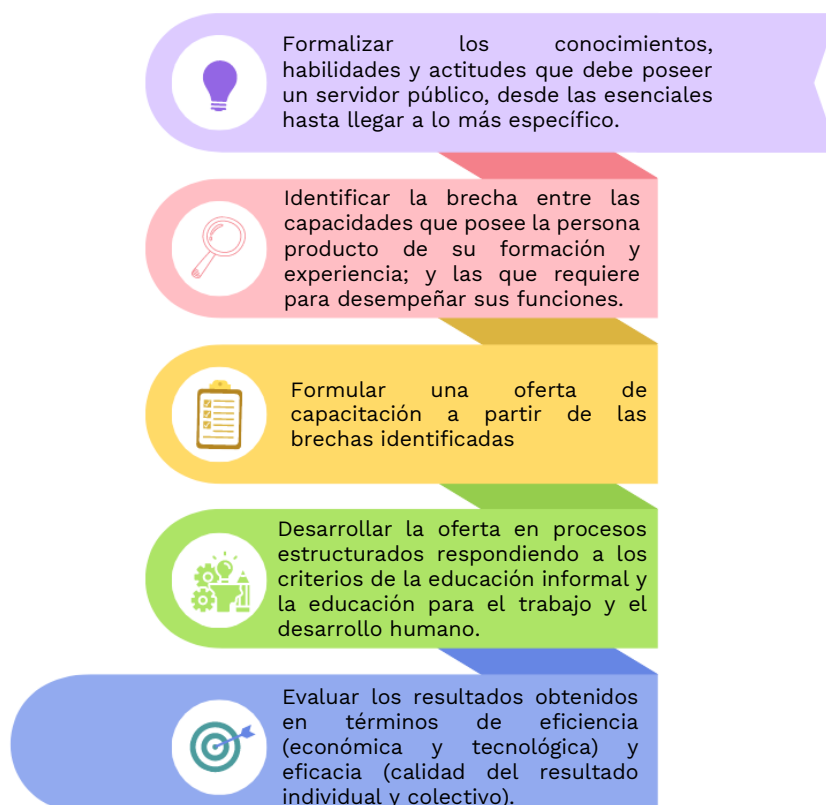 Formalizar los conocimientos,
habilidades y actitudes que debe poseer
un servidor público, desde las esenciales
hasta llegar a lo más específico.
Identificar la brecha entre las
capacidades que posee la persona
producto de su formación y
experiencia; y las que requiere
para desempeñar sus funciones.
Formular una oferta de
capacitación a partir de las
brechas identificadas
Desarrollar la oferta en procesos
estructurados respondiendo a los
criterios de la educación informal y
la educación para el trabajo y el
desarrollo humano.
Evaluar los resultados obtenidos
en términos de eficiencia
(económica y tecnológica) y
eficacia (calidad del resultado
individual y colectivo).